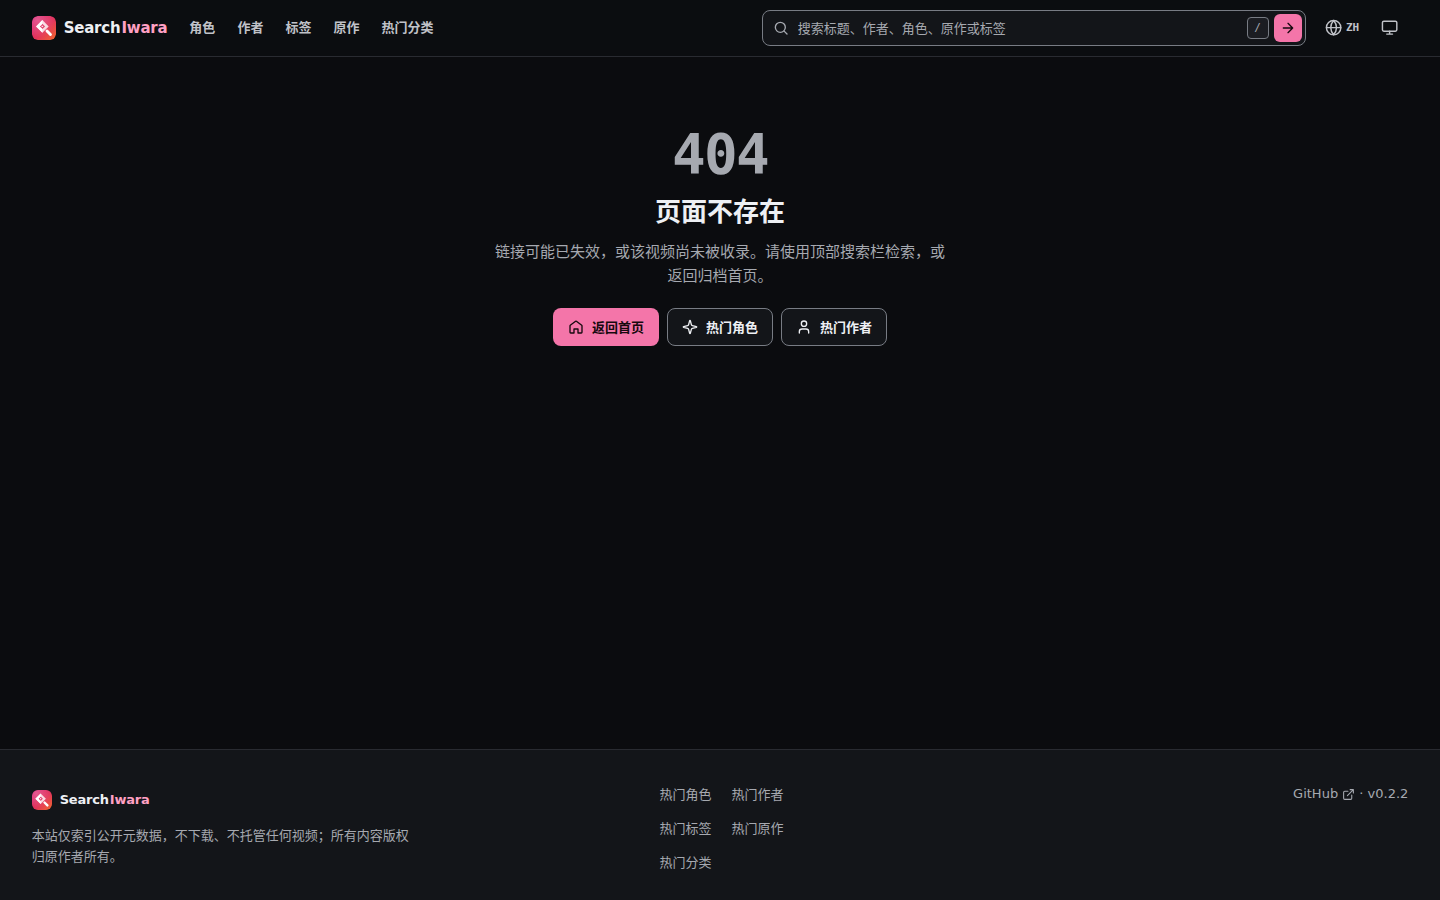 SearchIwara 角色 作者 标签 原作 热门分类 搜索标题、作者、角色、原作或标签 / ZH
404
页面不存在
链接可能已失效，或该视频尚未被收录。请使用顶部搜索栏检索，或
返回归档首页。
返回首页 热门角色 热门作者
SearchIwara
本站仅索引公开元数据，不下载、不托管任何视频；所有内容版权
归原作者所有。
热门角色 热门作者
热门标签 热门原作
热门分类
GitHub · v0.2.2